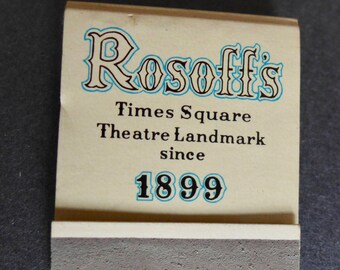 Rosoff's
Times Square
Theatre Landmark
since
1899